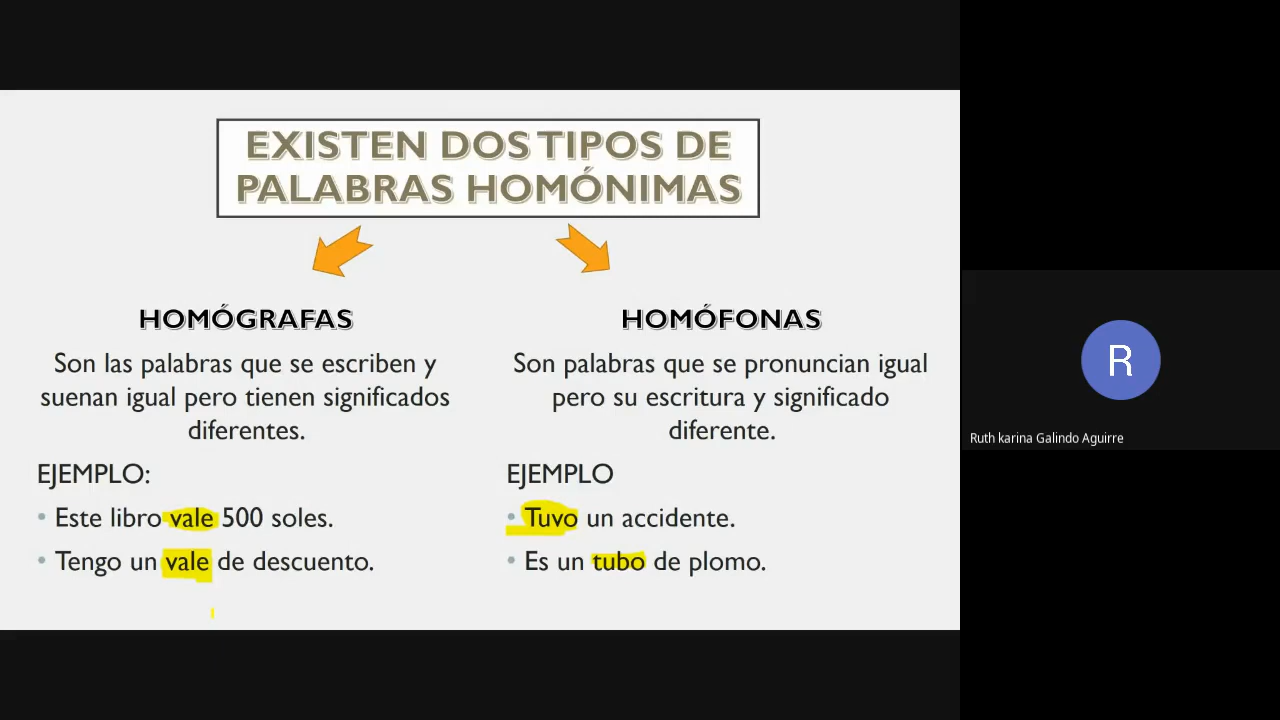 EXISTEN DOS TIPOS DE
PALABRAS HOMÓNIMAS
HOMÓGRAFAS
Son las palabras que se escriben y
suenan igual pero tienen significados
diferentes.
EJEMPLO:
• Este libro vale 500 soles.
• Tengo un vale de descuento.
HOMÓFONAS
Son palabras que se pronuncian igual
pero su escritura y significado
diferente.
EJEMPLO
• Tuvo un accidente.
• Es un tubo de plomo.
R
Ruth karina Galindo Aguirre